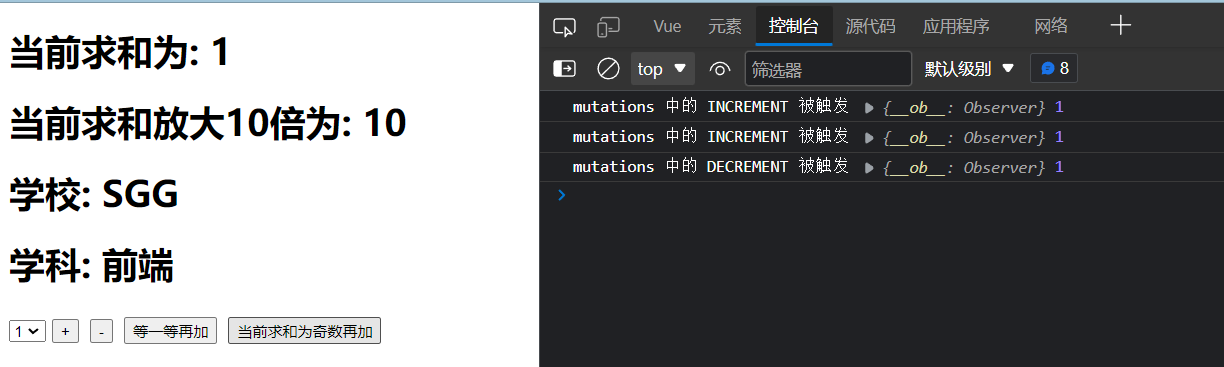 当前求和为: 1
当前求和放大10倍为: 10
学校: SGG
学科: 前端
1 + - 等一等再加 当前求和为奇数再加
Vue 元素 控制台 源代码 应用程序 网络
top 筛选器 默认级别 8
mutations 中的 INCREMENT 被触发 {__ob__: Observer} 1
mutations 中的 INCREMENT 被触发 {__ob__: Observer} 1
mutations 中的 DECREMENT 被触发 {__ob__: Observer} 1